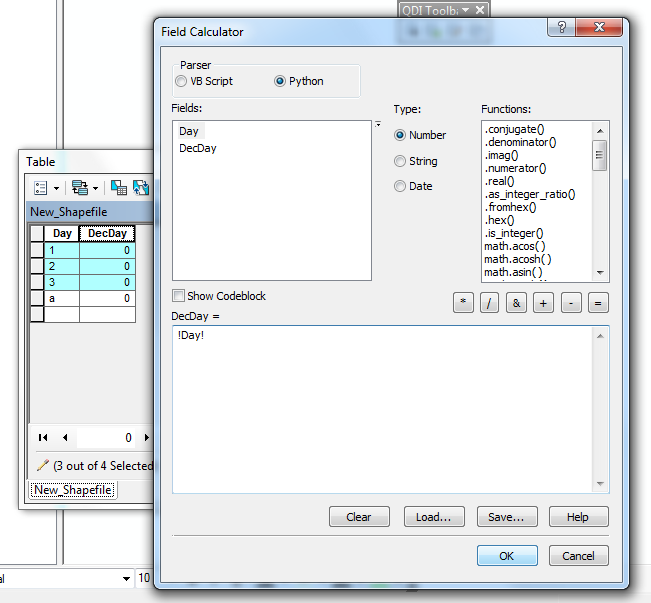 QDI Toolb
Field Calculator
Parser
VB Script
Python
Fields:
Type:
Functions:
Day
DecDay
Number
String
Date
.conjugate()
.denominator()
.imag()
.numerator()
.real()
.as_integer_ratio()
.fromhex()
.hex()
.is_integer()
math.acos( )
math.acosh( )
math.asin( )
Table
New_Shapefile
Day DecDay
1 0
2 0
3 0
a 0
Show Codeblock
* / & + - =
DecDay =
!Day!
0
(3 out of 4 Selected
New_Shapefile
Clear
Load...
Save...
Help
OK
Cancel
al
10